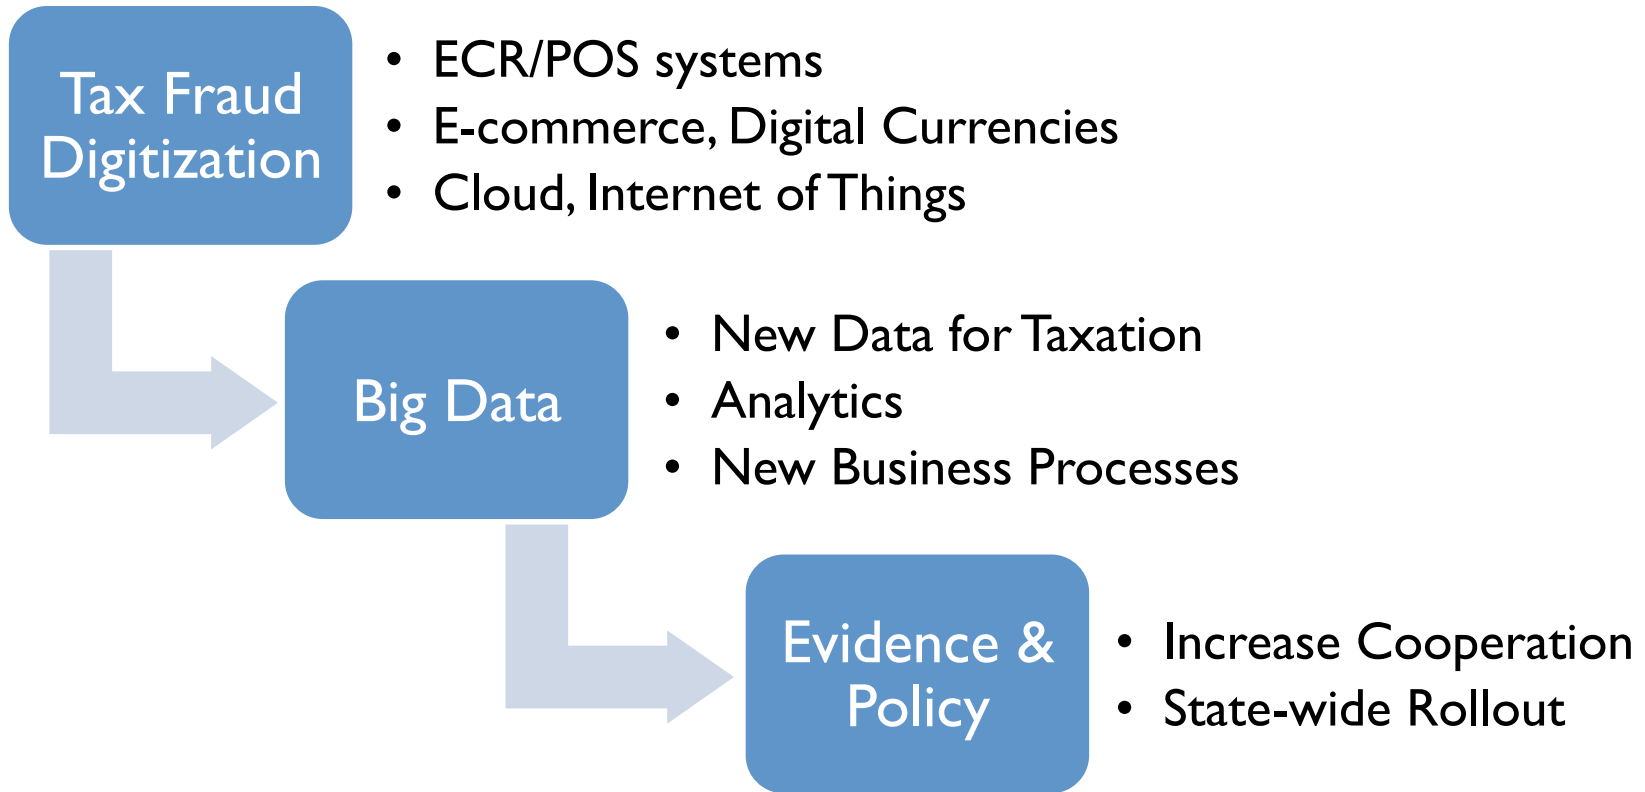 Tax Fraud
Digitization
• ECR/POS systems
• E-commerce, Digital Currencies
• Cloud, Internet of Things
Big Data
• New Data for Taxation
• Analytics
• New Business Processes
Evidence &
Policy
• Increase Cooperation
• State-wide Rollout